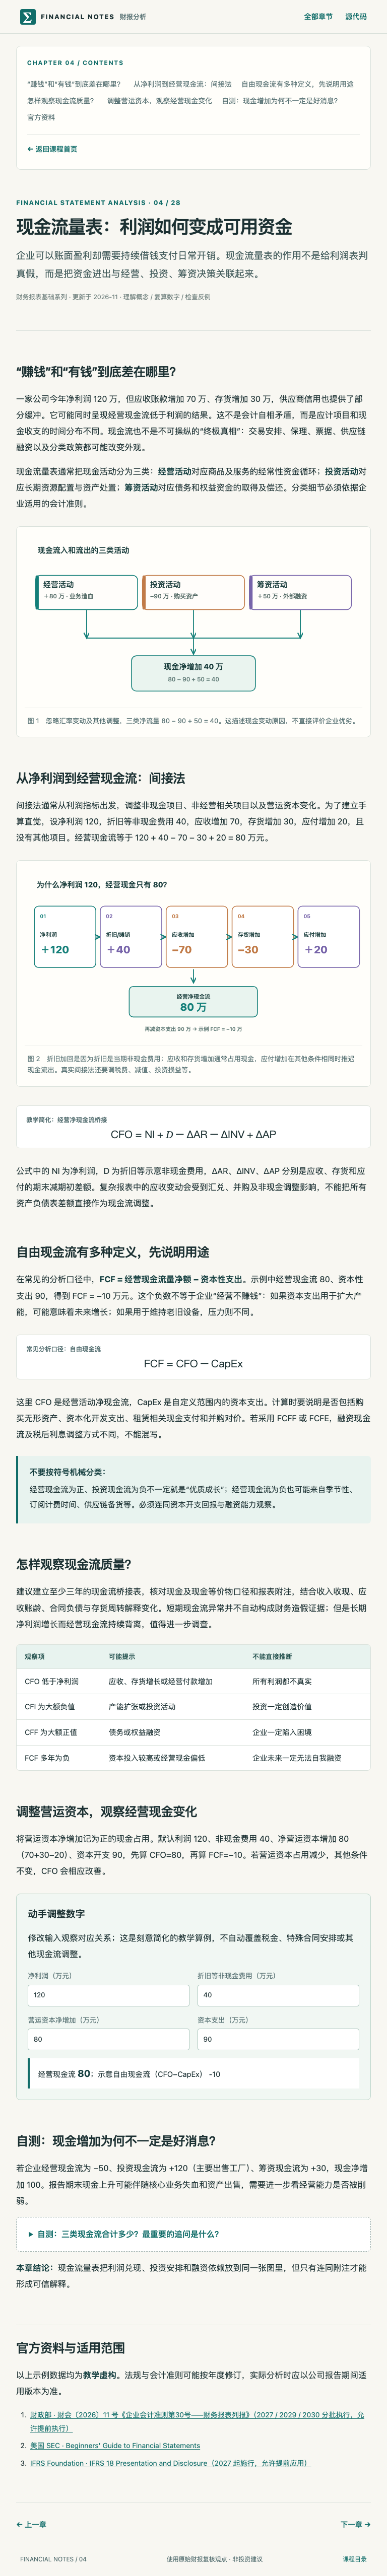 Σ FINANCIAL NOTES 财报分析 全部章节 源代码
CHAPTER 04 / CONTENTS
“赚钱”和“有钱”到底差在哪里? 从净利润到经营现金流：间接法 自由现金流有多种定义，先说明用途
怎样观察现金流质量? 调整营运资本，观察经营现金变化 自测：现金增加为何不一定是好消息?
官方资料
← 返回课程首页
FINANCIAL STATEMENT ANALYSIS · 04 / 28
现金流量表：利润如何变成可用资金
企业可以账面盈利却需要持续借钱支付日常开销。现金流量表的作用不是给利润表判
真假，而是把资金进出与经营、投资、筹资决策关联起来。
财务报表基础系列 · 更新于 2026-11 · 理解概念 / 复算数字 / 检查反例
“赚钱”和“有钱”到底差在哪里?
一家公司今年净利润 120 万，但应收账款增加 70 万、存货增加 30 万，供应商信用也提供了部
分缓冲。它可能同时呈现经营现金流低于利润的结果。这不是会计自相矛盾，而是应计项目和现
金收支的时间分布不同。现金流也不是不可操纵的“终极真相”：交易安排、保理、票据、供应链
融资以及分类政策都可能改变外观。
现金流量表通常把现金活动分为三类：经营活动对应商品及服务的经营性资金循环；投资活动对
应长期资源配置与资产处置；筹资活动对应债务和权益资金的取得及偿还。分类细节必须依据企
业适用的会计准则。
现金流入和流出的三类活动
经营活动
＋80 万 · 业务造血
投资活动
−90 万 · 购买资产
筹资活动
＋50 万 · 外部融资
现金净增加 40 万
80 − 90 + 50 = 40
图 1 忽略汇率变动及其他调整，三类净流量 80 − 90 + 50 = 40。这描述现金变动原因，不直接评价企业优劣。
从净利润到经营现金流：间接法
间接法通常从利润指标出发，调整非现金项目、非经营相关项目以及营运资本变化。为了建立手
算直觉，设净利润 120，折旧等非现金费用 40，应收增加 70，存货增加 30，应付增加 20，且
没有其他项目。经营现金流等于 120 + 40 − 70 − 30 + 20 = 80 万元。
为什么净利润 120，经营现金只有 80?
01
净利润
＋120
02
折旧/摊销
＋40
03
应收增加
−70
04
存货增加
−30
05
应付增加
＋20
经营净现金流
80 万
再减资本支出 90 万 → 示例 FCF = −10 万
图 2 折旧加回是因为折旧是当期非现金费用；应收和存货增加通常占用现金，应付增加在其他条件相同时推迟
现金流出。真实间接法还要调税费、减值、投资损益等。
教学简化：经营净现金流桥接
CFO = NI + D − ΔAR − ΔINV + ΔAP
公式中的 NI 为净利润，D 为折旧等示意非现金费用，ΔAR、ΔINV、ΔAP 分别是应收、存货和应
付的期末减期初差额。复杂报表中的应收变动会受到汇兑、并购及非现金调整影响，不能把所有
资产负债表差额直接作为现金流调整。
自由现金流有多种定义，先说明用途
在常见的分析口径中，FCF = 经营现金流量净额 − 资本性支出。示例中经营现金流 80、资本性
支出 90，得到 FCF = −10 万元。这个负数不等于企业“经营不赚钱”：如果资本支出用于扩大产
能，可能意味着未来增长；如果用于维持老旧设备，压力则不同。
常见分析口径：自由现金流
FCF = CFO − CapEx
这里 CFO 是经营活动净现金流，CapEx 是自定义范围内的资本支出。计算时要说明是否包括购
买无形资产、资本化开发支出、租赁相关现金支付和并购对价。若采用 FCFF 或 FCFE，融资现金
流及税后利息调整方式不同，不能混写。
不要按符号机械分类：
经营现金流为正、投资现金流为负不一定就是“优质成长”；经营现金流为负也可能来自季节性、
订阅计费时间、供应链备货等。必须连同资本开支回报与融资能力观察。
怎样观察现金流质量?
建议建立至少三年的现金流桥接表，核对现金及现金等价物口径和报表附注，结合收入收现、应
收账龄、合同负债与存货周转解释变化。短期现金流异常并不自动构成财务造假证据；但是长期
净利润增长而经营现金流持续背离，值得进一步调查。
观察项 可能提示 不能直接推断
CFO 低于净利润 应收、存货增长或经营付款增加 所有利润都不真实
CFI 为大额负值 产能扩张或投资活动 投资一定创造价值
CFF 为大额正值 债务或权益融资 企业一定陷入困境
FCF 多年为负 资本投入较高或经营现金偏低 企业未来一定无法自我融资
调整营运资本，观察经营现金变化
将营运资本净增加记为正的现金占用。默认利润 120、非现金费用 40、净营运资本增加 80
（70+30−20）、资本开支 90，先算 CFO=80，再算 FCF=−10。若营运资本占用减少，其他条件
不变，CFO 会相应改善。
动手调整数字
修改输入观察对应关系；这是刻意简化的教学算例，不自动覆盖税金、特殊合同安排或其
他现金流调整。
净利润（万元） 折旧等非现金费用（万元）
120 40
营运资本净增加（万元） 资本支出（万元）
80 90
经营现金流 80；示意自由现金流（CFO−CapEx） -10
自测：现金增加为何不一定是好消息?
若企业经营现金流为 −50、投资现金流为 +120（主要出售工厂）、筹资现金流为 +30，现金净增
加 100。报告期末现金上升可能伴随核心业务失血和资产出售，需要进一步看经营能力是否被削
弱。
▶ 自测：三类现金流合计多少？最重要的追问是什么？
本章结论：现金流量表把利润兑现、投资安排和融资依赖放到同一张图里，但只有连同附注才能
形成可信解释。
官方资料与适用范围
以上示例数据均为教学虚构。法规与会计准则可能按年度修订，实际分析时应以公司报告期间适
用版本为准。
1. 财政部 · 财会〔2026〕11 号《企业会计准则第30号——财务报表列报》（2027 / 2029 / 2030 分批执行，允
许提前执行）
2. 美国 SEC · Beginners' Guide to Financial Statements
3. IFRS Foundation · IFRS 18 Presentation and Disclosure（2027 起施行，允许提前应用）
← 上一章 下一章 →
FINANCIAL NOTES / 04 使用原始财报复核观点 · 非投资建议 课程目录